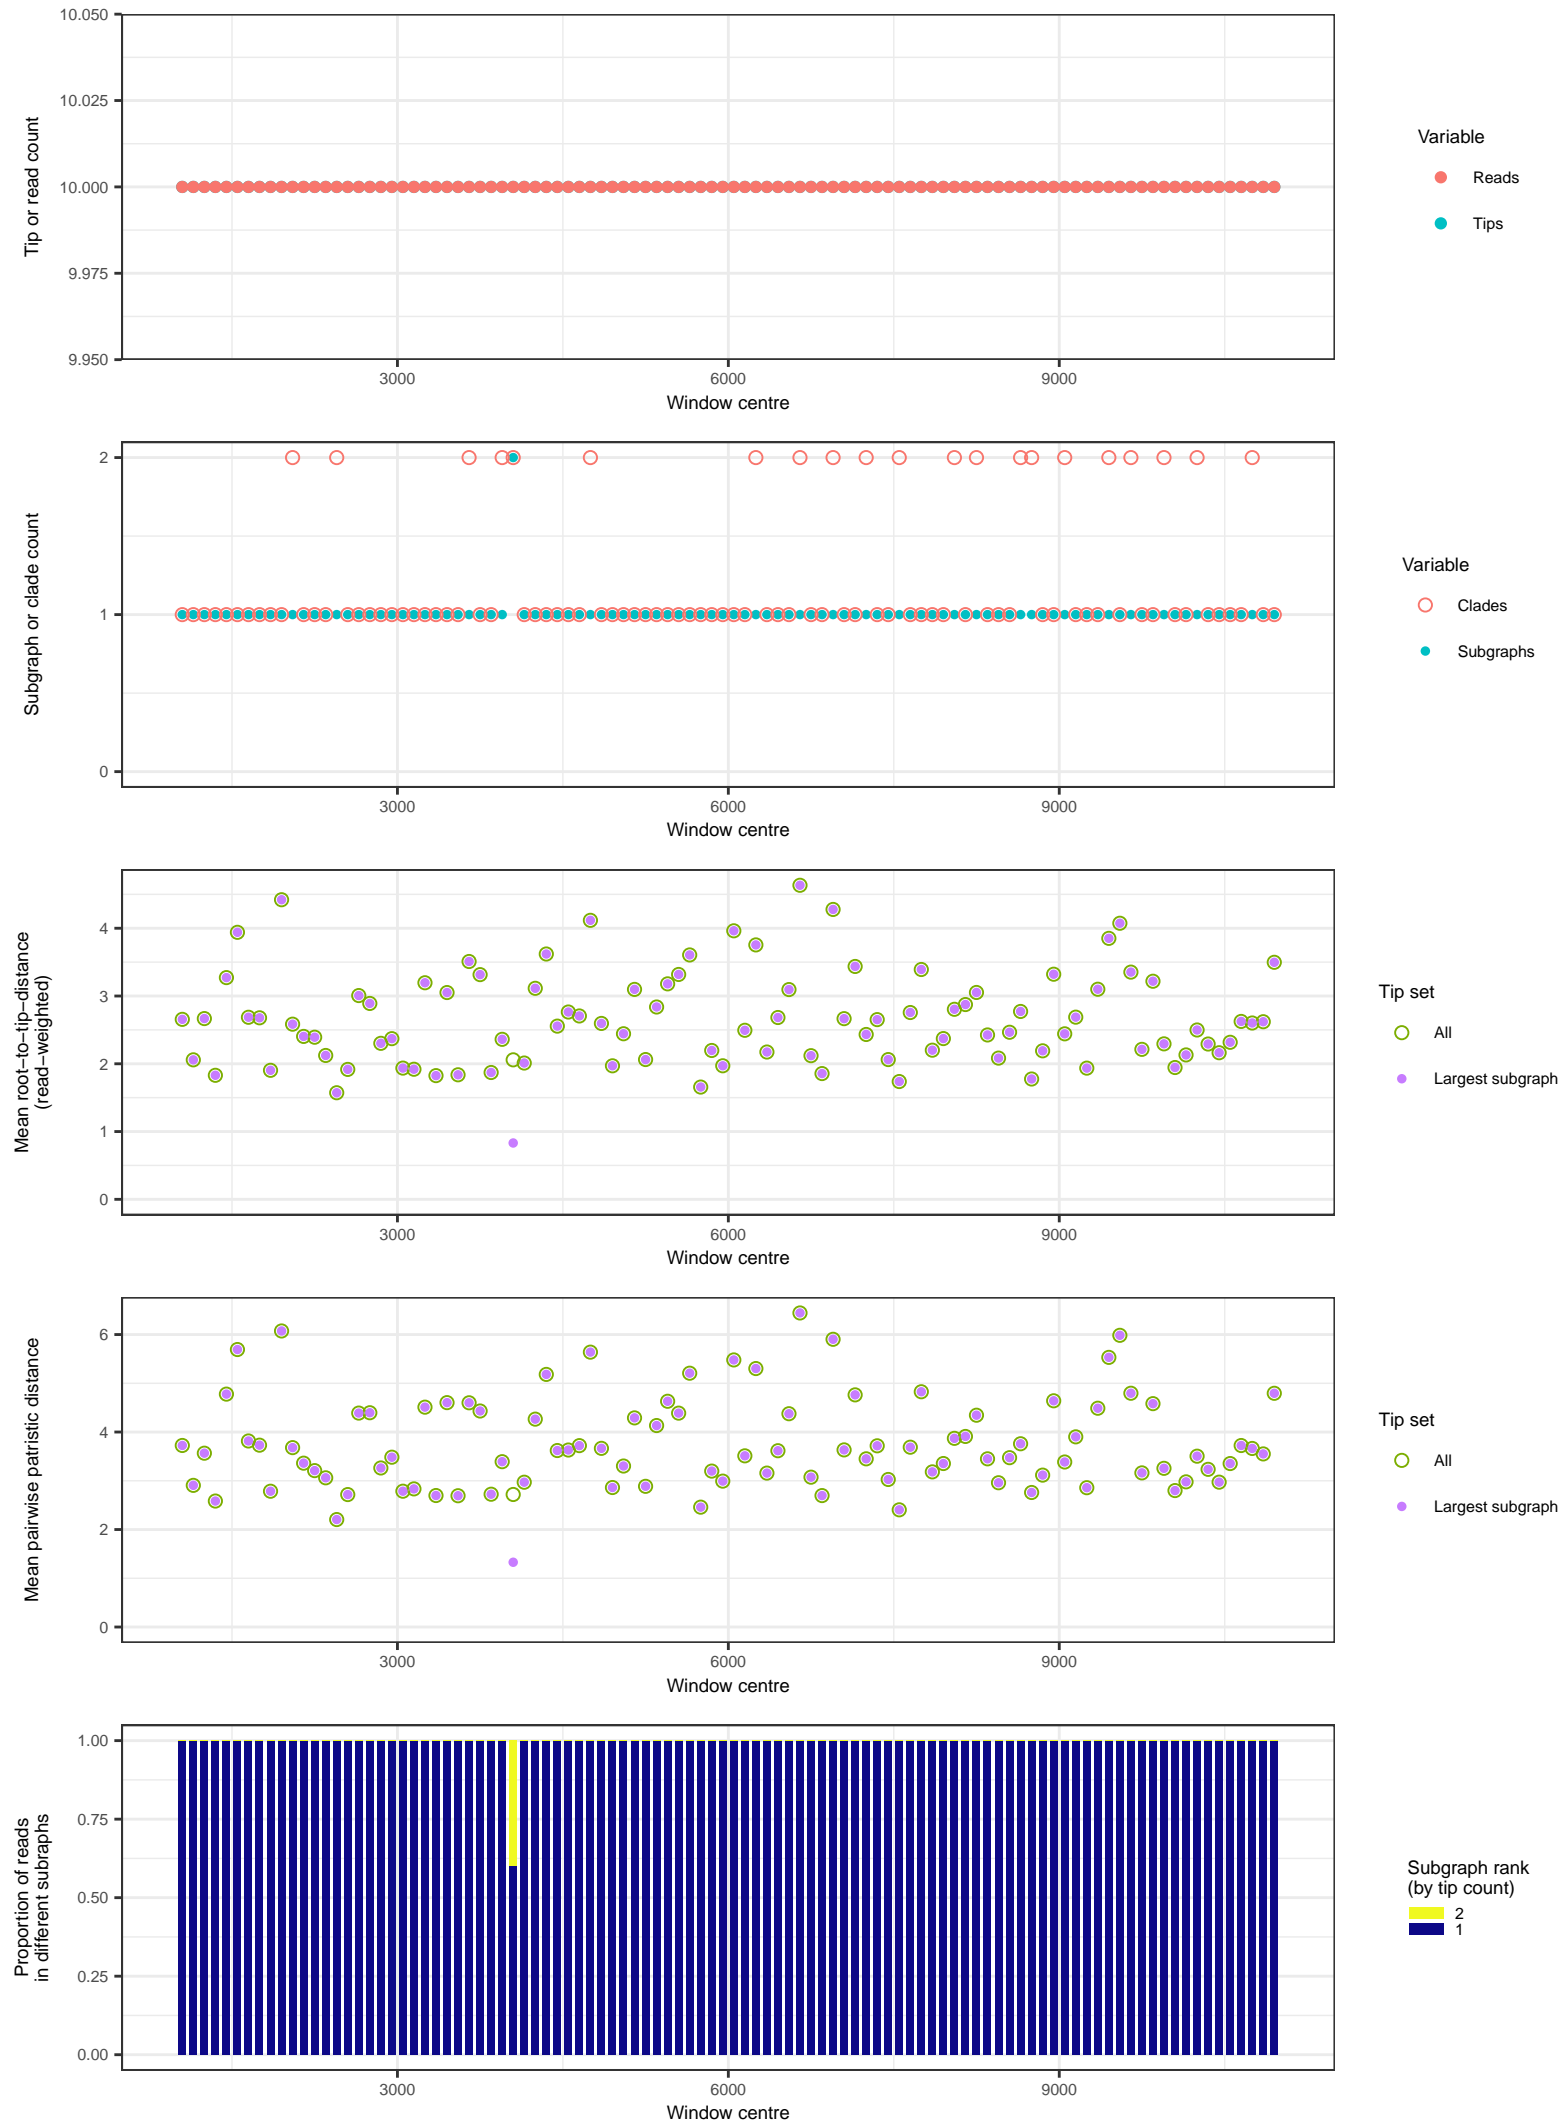 10.050
10.025
10.000
9.975
9.950
Tip or read count
3000
6000
9000
Window centre
Variable
Reads
Tips
2
1
0
Subgraph or clade count
3000
6000
9000
Window centre
Variable
Clades
Subgraphs
4
3
2
1
0
Mean root−to−tip−distance
(read−weighted)
3000
6000
9000
Window centre
Tip set
All
Largest subgraph
6
4
2
0
Mean pairwise patristic distance
3000
6000
9000
Window centre
Tip set
All
Largest subgraph
1.00
0.75
0.50
0.25
0.00
Proportion of reads
in different subraphs
3000
6000
9000
Window centre
Subgraph rank
(by tip count)
2
1